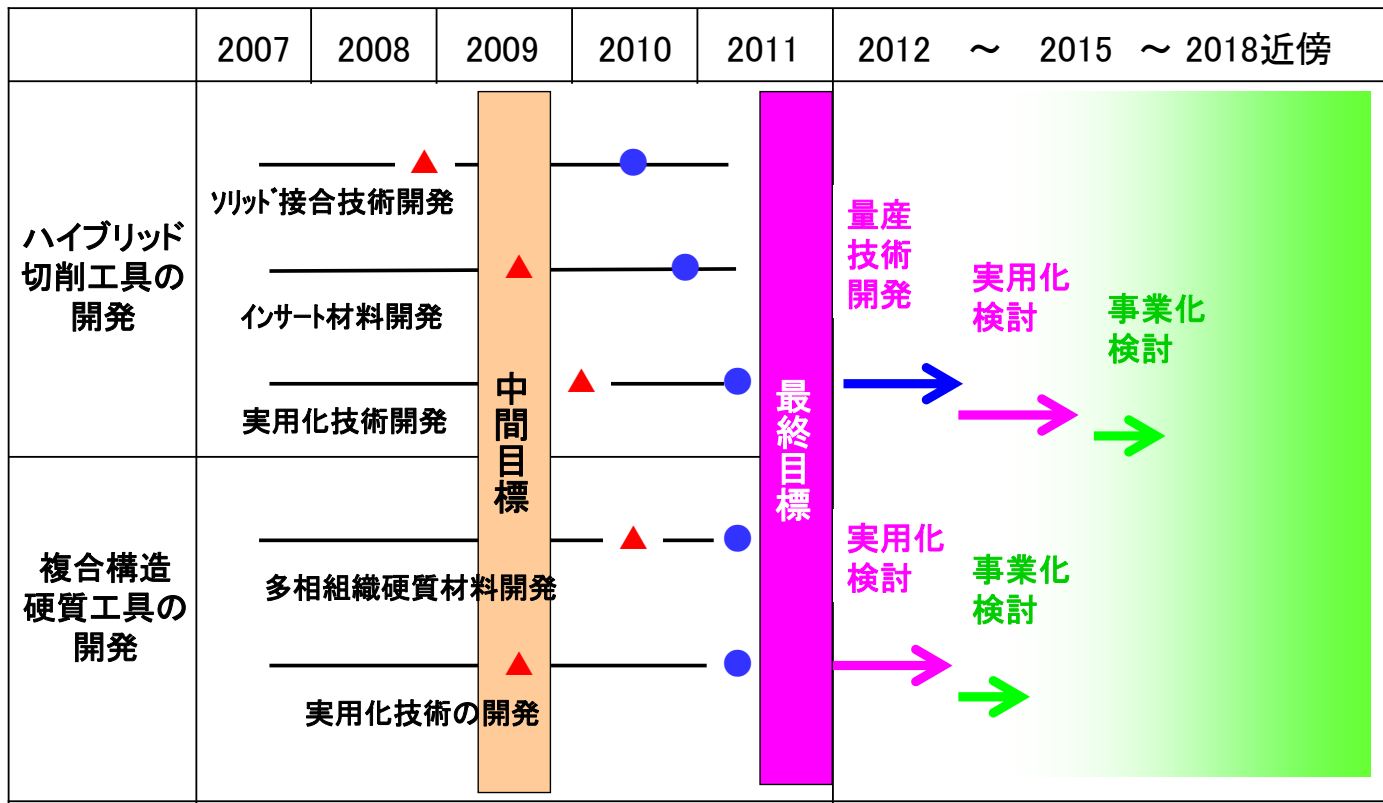 2007 2008 2009 2010 2011 2012 ～ 2015 ～ 2018近傍
ハイブリッド
切削工具の
開発
ソリッド接合技術開発
インサート材料開発
実用化技術開発
中間目標
最終目標
量産
技術
開発
実用化
検討
事業化
検討
複合構造
硬質工具の
開発
多相組織硬質材料開発
実用化技術の開発
実用化
検討
事業化
検討